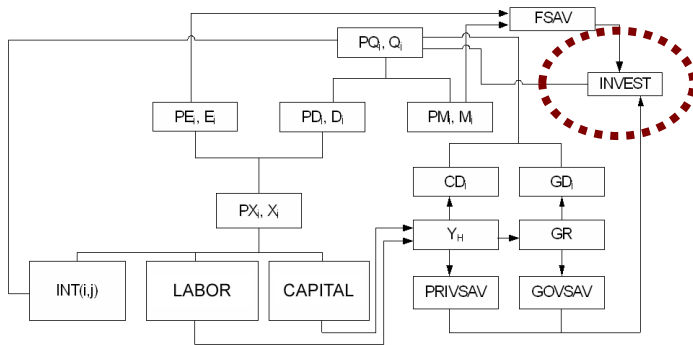 FSAV
PQi, Qi
INVEST
PEi, Ei
PDi, Di
PMi, Mi
CDi
GDi
PXi, Xi
YH
GR
INT(i,j)
LABOR
CAPITAL
PRIVSAV
GOVSAV